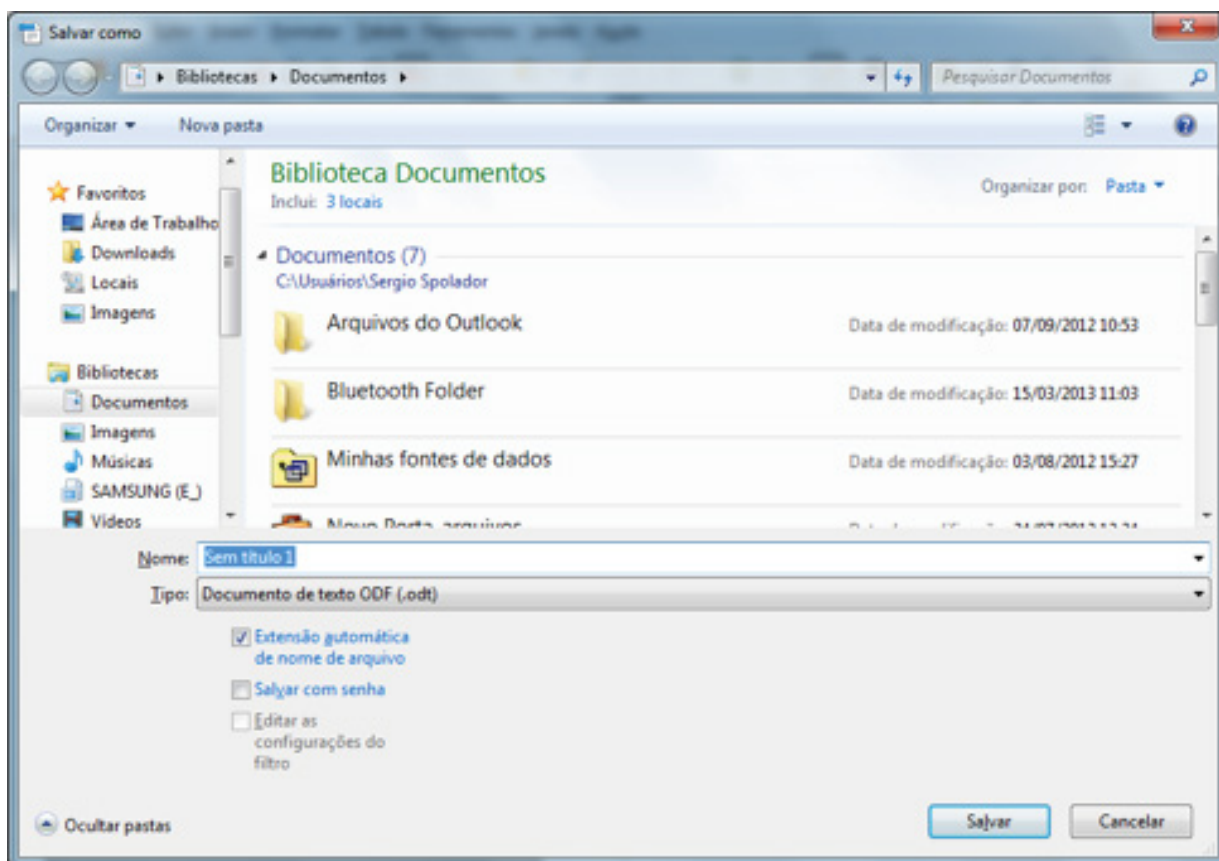 Salvar como
Bibliotecas Documentos
Pesquisar Documentos
Organizar Nova pasta
Favoritos
Área de Trabalho
Downloads
Locais
Imagens
Bibliotecas
Documentos
Imagens
Músicas
SAMSUNG (E_)
Vídeos
Biblioteca Documentos
Inclui: 3 locais
Organizar por: Pasta
Documentos (7)
C:\Usuários\Sergio Spolador
Arquivos do Outlook Data de modificação: 07/09/2012 10:53
Bluetooth Folder Data de modificação: 15/03/2013 11:03
Minhas fontes de dados Data de modificação: 03/08/2012 15:27
Nome: Sem título 1
Tipo: Documento de texto ODF (.odt)
Extensão automática
de nome de arquivo
Salvar com senha
Editar as
configurações do
filtro
Ocultar pastas
Salvar Cancelar